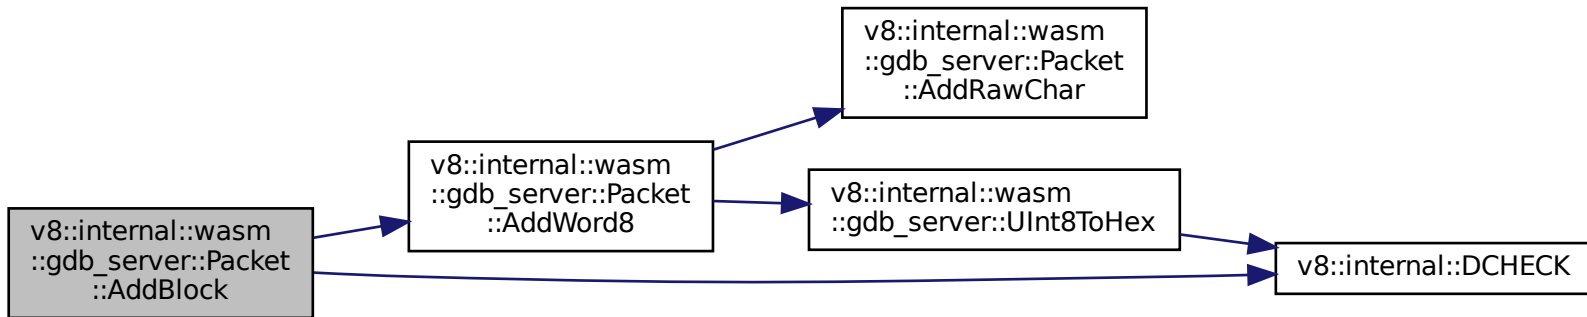 v8::internal::wasm
::gdb_server::Packet
::AddRawChar
v8::internal::wasm
::gdb_server::Packet
::AddWord8
v8::internal::wasm
::gdb_server::UInt8ToHex
v8::internal::wasm
::gdb_server::Packet
::AddBlock
v8::internal::DCHECK